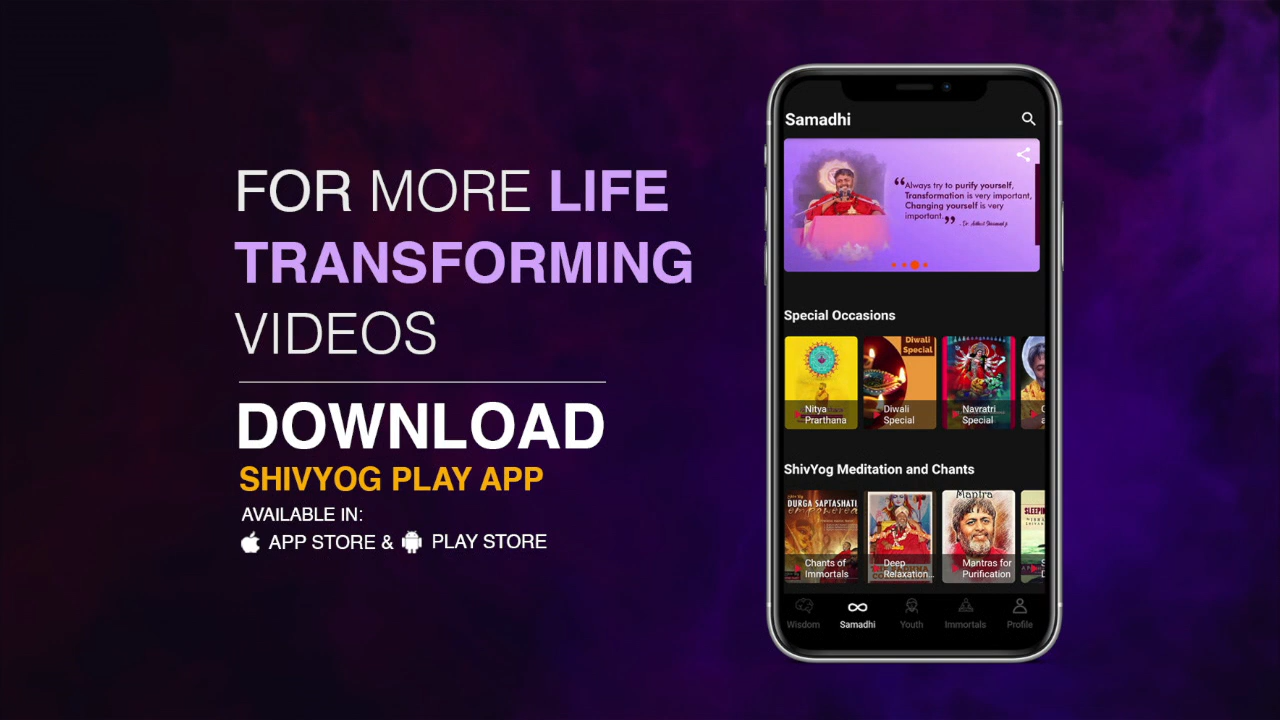 FOR MORE LIFE
TRANSFORMING
VIDEOS
DOWNLOAD
SHIVYOG PLAY APP
AVAILABLE IN:
APP STORE & PLAY STORE
Samadhi
“Always try to purify yourself,
Transformation is very important,
Changing yourself is very
important.”
Special Occasions
Diwali
Special
Nitya
Prarthana
Diwali
Special
Navratri
Special
ShivYog Meditation and Chants
DURGA SAPTASHATI
empowered
Mantra
SLEEPIN
Chants of
Immortals
Deep
Relaxation...
Mantras for
Purification
Wisdom
Samadhi
Youth
Immortals
Profile